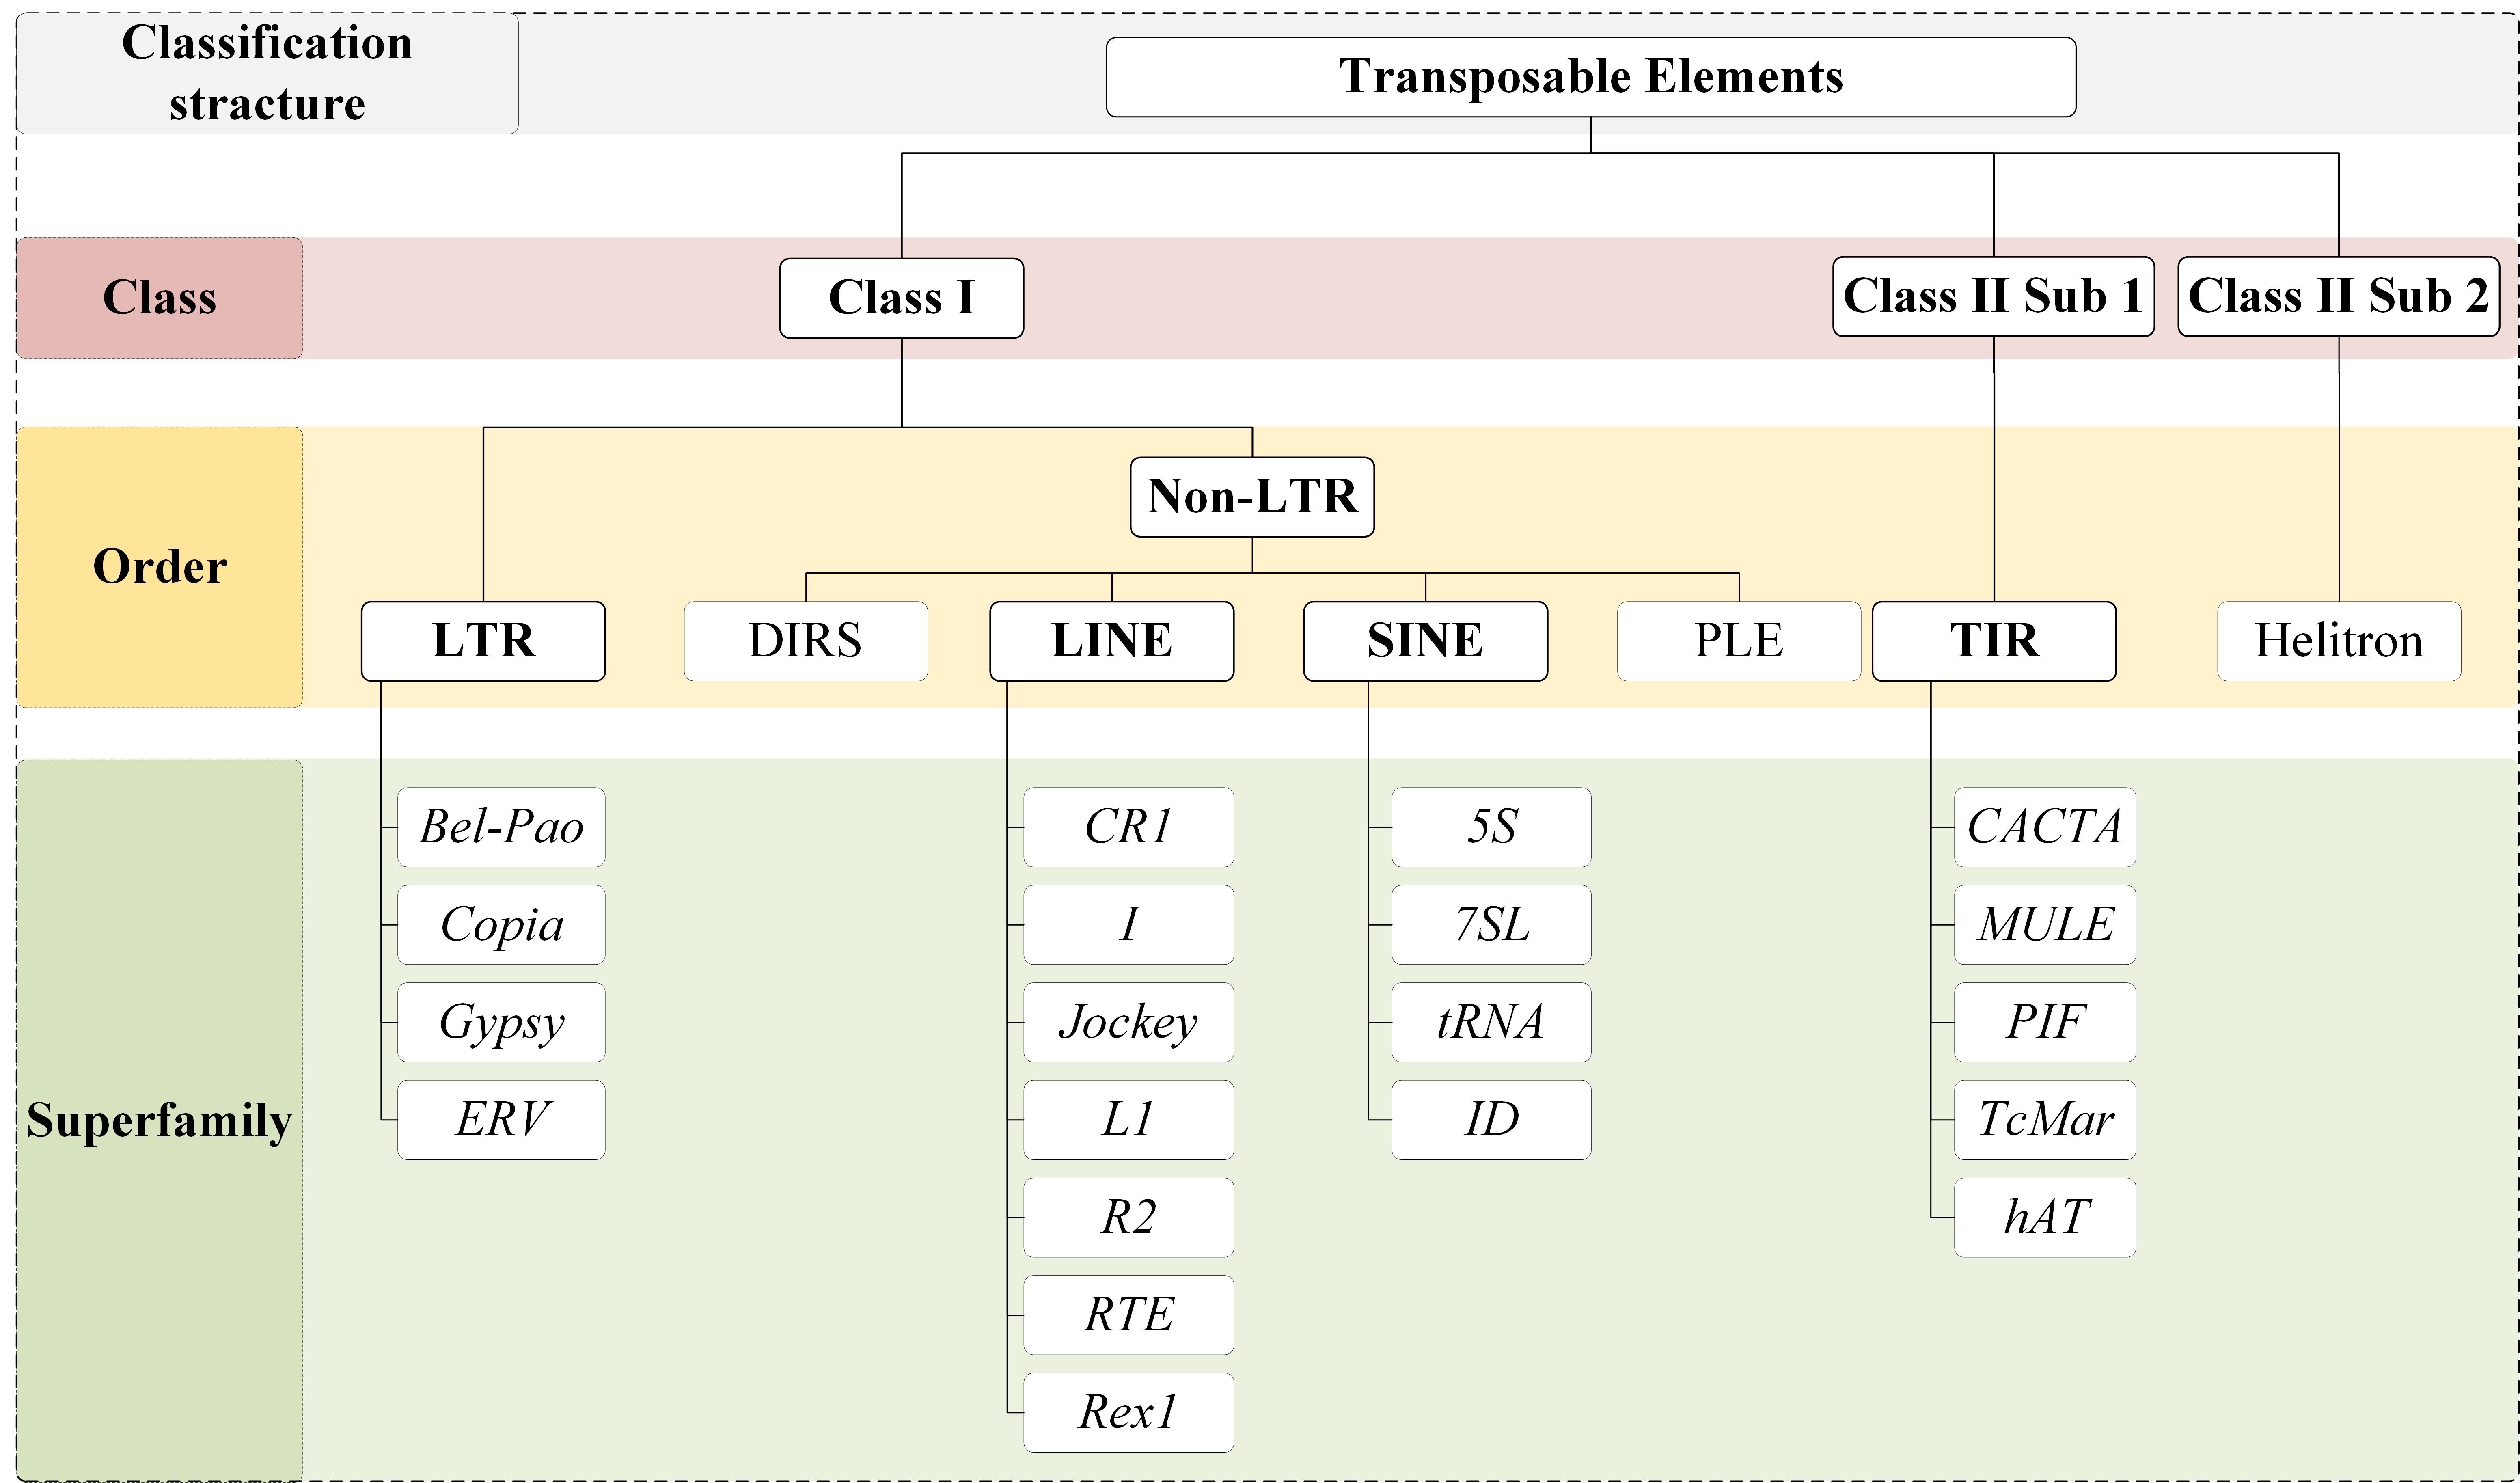 Classification
stracture
Transposable Elements
Class
Class I
Class II Sub 1
Class II Sub 2
Order
Non-LTR
LTR
DIRS
LINE
SINE
PLE
TIR
Helitron
Superfamily
Bel-Pao
Copia
Gypsy
ERV
CR1
I
Jockey
L1
R2
RTE
Rex1
5S
7SL
tRNA
ID
CACTA
MULE
PIF
TcMar
hAT